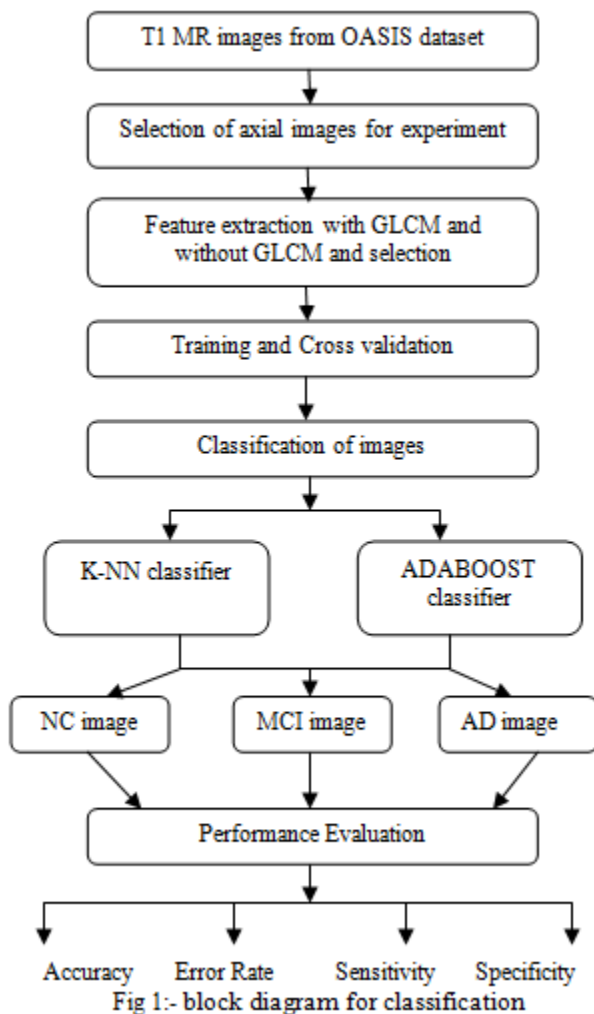 T1 MR images from OASIS dataset
Selection of axial images for experiment
Feature extraction with GLCM and
without GLCM and selection
Training and Cross validation
Classification of images
K-NN classifier
ADABOOST
classifier
NC image
MCI image
AD image
Performance Evaluation
Accuracy
Error Rate
Sensitivity
Specificity
Fig 1:- block diagram for classification